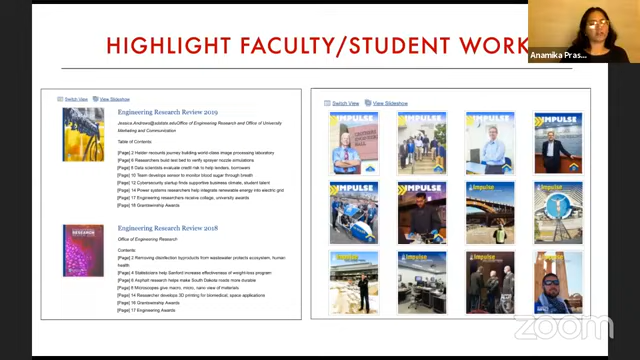 HIGHLIGHT FACULTY/STUDENT WORK
Anamika Pras...
Switch View View Slideshow
Engineering Research Review 2019
Office of Engineering Research and Office of University
Marketing and Communication
Table of Contents:
[Page] 2 Helder recounts journey building world-class image processing laboratory
[Page] 6 Researchers build test bed to verify sprayer nozzle simulations
[Page] 8 Data scientists evaluate credit risk to help lenders, borrowers
[Page] 10 Team develops sensor to monitor blood sugar through breath
[Page] 12 Cybersecurity startup finds supportive business climate, student talent
[Page] 14 Power systems researchers help integrate renewable energy into electric grid
[Page] 17 Engineering researchers receive college, university awards
[Page] 18 Grantsmanship Awards
Engineering Research Review 2018
Office of Engineering Research
Contents:
[Page] 2 Removing disinfection byproducts from wastewater protects ecosystem, human
health
[Page] 4 Statisticians help Sanford increase effectiveness of weight-loss program
[Page] 6 Asphalt research helps make South Dakota roads more durable
[Page] 8 Microscopes give macro, micro, nano view of materials
[Page] 14 Researcher develops 3D printing for biomedical, space applications
[Page] 16 Grantsmanship Awards
[Page] 17 Engineering Awards
RESEARCH
Switch View View Slideshow
IMPULSE IMPULSE IMPULSE IMPULSE
IMPULSE IMPULSE Impulse Impulse
Impulse Impulse Impulse Impulse
zoom